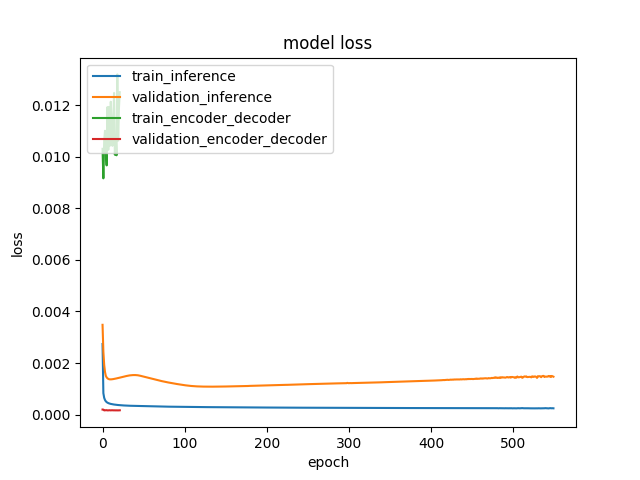 model loss
train_inference
validation_inference
train_encoder_decoder
validation_encoder_decoder
0.012
0.010
0.008
0.006
0.004
0.002
0.000
loss
0 100 200 300 400 500
epoch